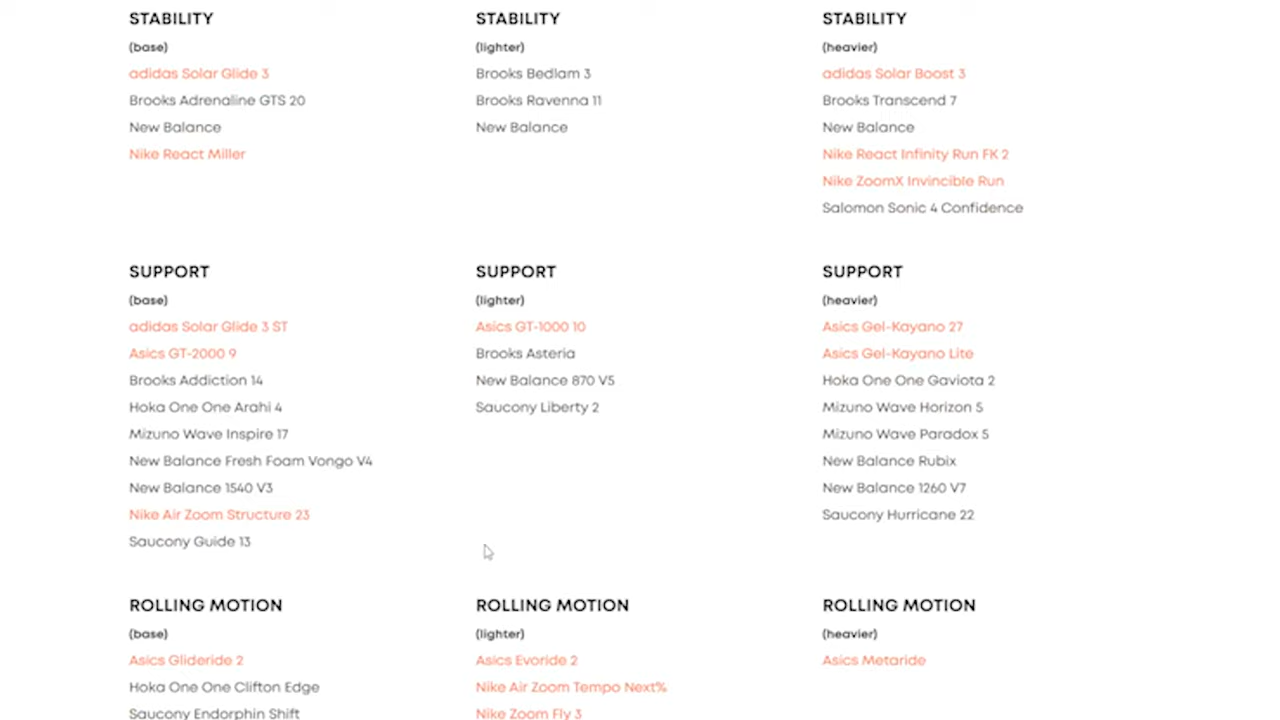 STABILITY
(base)
adidas Solar Glide 3
Brooks Adrenaline GTS 20
New Balance
Nike React Miller
STABILITY
(lighter)
Brooks Bedlam 3
Brooks Ravenna 11
New Balance
STABILITY
(heavier)
adidas Solar Boost 3
Brooks Transcend 7
New Balance
Nike React Infinity Run FK 2
Nike ZoomX Invincible Run
Salomon Sonic 4 Confidence
SUPPORT
(base)
adidas Solar Glide 3 ST
Asics GT-2000 9
Brooks Addiction 14
Hoka One One Arahi 4
Mizuno Wave Inspire 17
New Balance Fresh Foam Vongo V4
New Balance 1540 V3
Nike Air Zoom Structure 23
Saucony Guide 13
SUPPORT
(lighter)
Asics GT-1000 10
Brooks Asteria
New Balance 870 V5
Saucony Liberty 2
SUPPORT
(heavier)
Asics Gel-Kayano 27
Asics Gel-Kayano Lite
Hoka One One Gaviota 2
Mizuno Wave Horizon 5
Mizuno Wave Paradox 5
New Balance Rubix
New Balance 1260 V7
Saucony Hurricane 22
ROLLING MOTION
(base)
Asics Glideride 2
Hoka One One Clifton Edge
Saucony Endorphin Shift
ROLLING MOTION
(lighter)
Asics Evoride 2
Nike Air Zoom Tempo Next%
Nike Zoom Fly 3
ROLLING MOTION
(heavier)
Asics Metaride